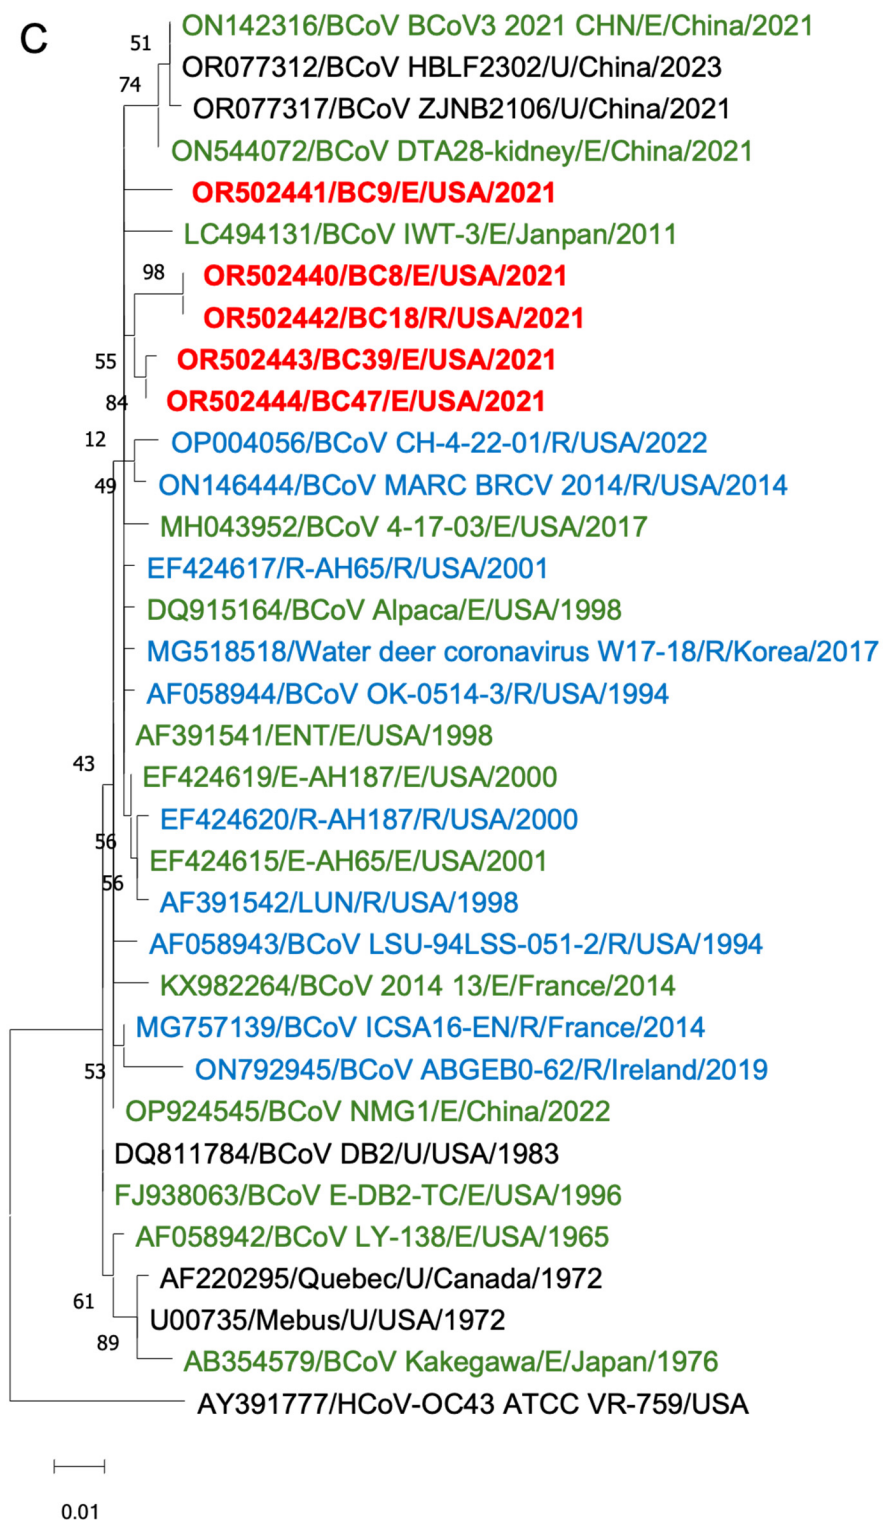 C
ON142316/BCoV BCoV3 2021 CHN/E/China/2021
51
OR077312/BCoV HBLF2302/U/China/2023
74
OR077317/BCoV ZJNB2106/U/China/2021
ON544072/BCoV DTA28-kidney/E/China/2021
OR502441/BC9/E/USA/2021
LC494131/BCoV IWT-3/E/Janpan/2011
98
OR502440/BC8/E/USA/2021
OR502442/BC18/R/USA/2021
55
OR502443/BC39/E/USA/2021
84
OR502444/BC47/E/USA/2021
12
OP004056/BCoV CH-4-22-01/R/USA/2022
49
ON146444/BCoV MARC BRCV 2014/R/USA/2014
MH043952/BCoV 4-17-03/E/USA/2017
EF424617/R-AH65/R/USA/2001
DQ915164/BCoV Alpaca/E/USA/1998
MG518518/Water deer coronavirus W17-18/R/Korea/2017
AF058944/BCoV OK-0514-3/R/USA/1994
AF391541/ENT/E/USA/1998
43
EF424619/E-AH187/E/USA/2000
EF424620/R-AH187/R/USA/2000
56
EF424615/E-AH65/E/USA/2001
56
AF391542/LUN/R/USA/1998
AF058943/BCoV LSU-94LSS-051-2/R/USA/1994
KX982264/BCoV 2014 13/E/France/2014
MG757139/BCoV ICSA16-EN/R/France/2014
53
ON792945/BCoV ABGEB0-62/R/Ireland/2019
OP924545/BCoV NMG1/E/China/2022
DQ811784/BCoV DB2/U/USA/1983
FJ938063/BCoV E-DB2-TC/E/USA/1996
AF058942/BCoV LY-138/E/USA/1965
AF220295/Quebec/U/Canada/1972
61
U00735/Mebus/U/USA/1972
89
AB354579/BCoV Kakegawa/E/Japan/1976
AY391777/HCoV-OC43 ATCC VR-759/USA
0.01